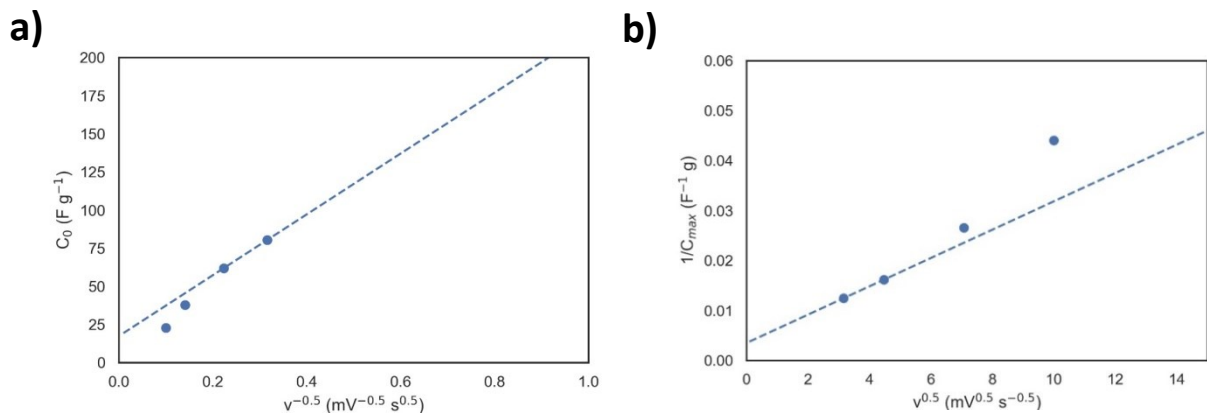 a)
200
175
150
125
100
75
50
25
0
C₀ (F g⁻¹)
0.0 0.2 0.4 0.6 0.8 1.0
v⁻⁰·⁵ (mV⁻⁰·⁵ s⁰·⁵)
b)
0.06
0.05
0.04
0.03
0.02
0.01
0.00
1/Cₘₐₓ (F⁻¹ g)
0 2 4 6 8 10 12 14
v⁰·⁵ (mV⁰·⁵ s⁻⁰·⁵)